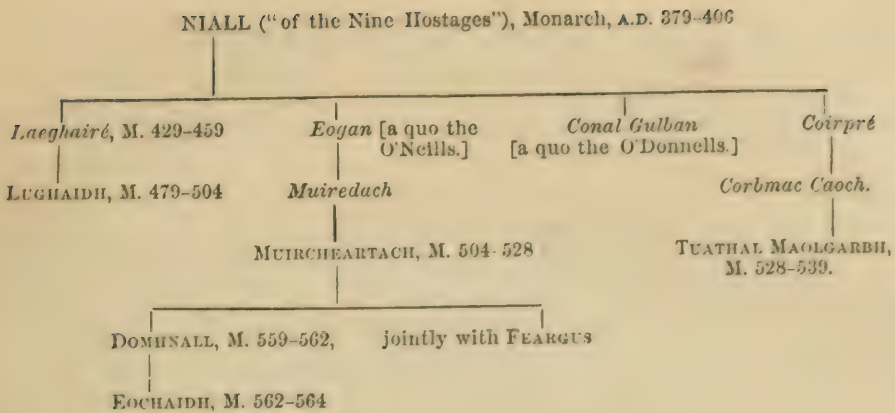 NIALL (“of the Nine Hostages”), Monarch, A.D. 379–406
Laeghairé, M. 429–459
Eogan [a quo the
O'Neills.]
Conal Gulban
[a quo the O'Donnells.]
Coirpré
LUGHAIDH, M. 479–504
Muiredach
Corbmac Caoch.
MUIRCHEARTACH, M. 504–528
TUATHAL MAOLGARBH,
M. 528–539.
DOMHNALL, M. 559–562, jointly with FEARGUS
EOCHAIDH, M. 562–564